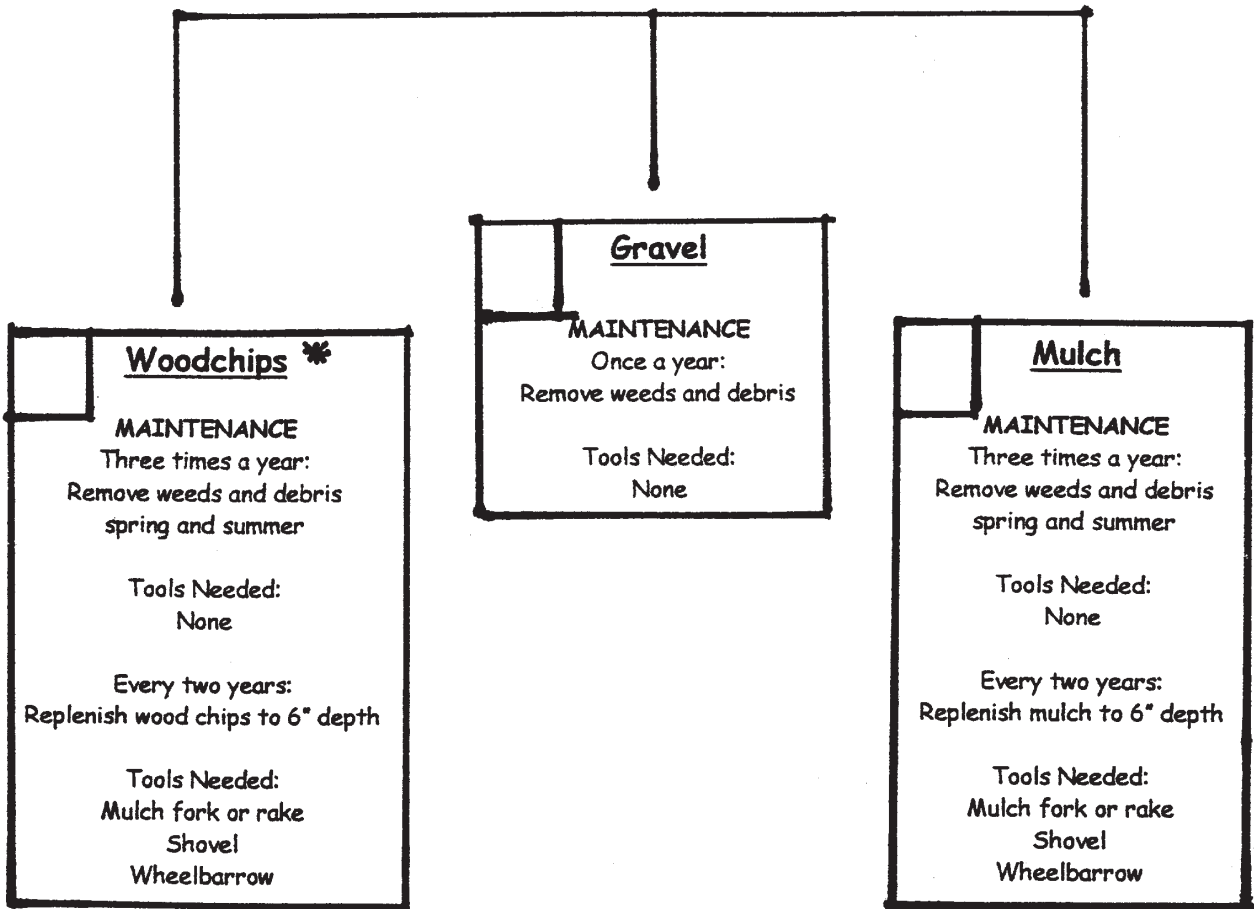 Woodchips *
MAINTENANCE
Three times a year:
Remove weeds and debris
spring and summer
Tools Needed:
None
Every two years:
Replenish wood chips to 6" depth
Tools Needed:
Mulch fork or rake
Shovel
Wheelbarrow
Gravel
MAINTENANCE
Once a year:
Remove weeds and debris
Tools Needed:
None
Mulch
MAINTENANCE
Three times a year:
Remove weeds and debris
spring and summer
Tools Needed:
None
Every two years:
Replenish mulch to 6" depth
Tools Needed:
Mulch fork or rake
Shovel
Wheelbarrow